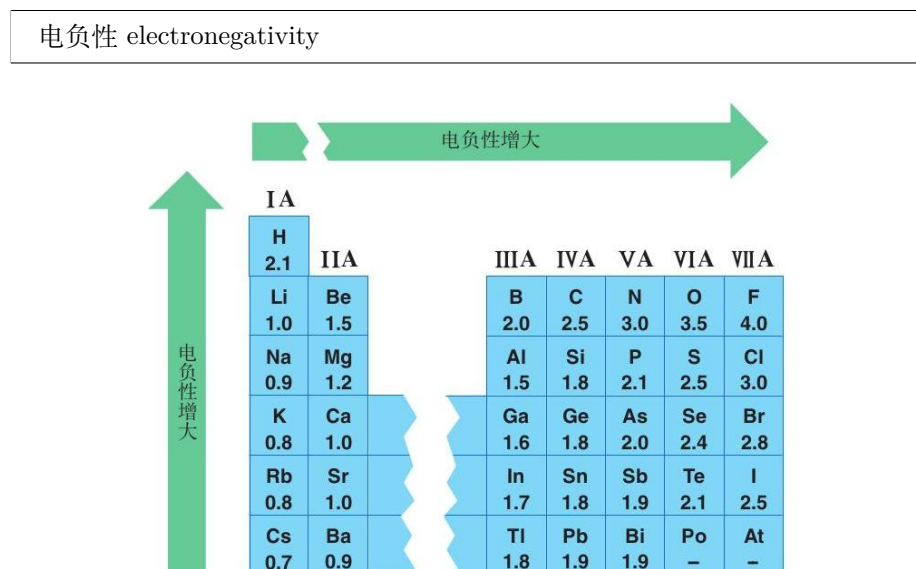 电负性 electronegativity
电负性增大
电负性增大
IA
H
2.1
IIA IIIA IVA VA VIA VIIA
Li Be B C N O F
1.0 1.5 2.0 2.5 3.0 3.5 4.0
Na Mg Al Si P S Cl
0.9 1.2 1.5 1.8 2.1 2.5 3.0
K Ca Ga Ge As Se Br
0.8 1.0 1.6 1.8 2.0 2.4 2.8
Rb Sr In Sn Sb Te I
0.8 1.0 1.7 1.8 1.9 2.1 2.5
Cs Ba Tl Pb Bi Po At
0.7 0.9 1.8 1.9 1.9 – –